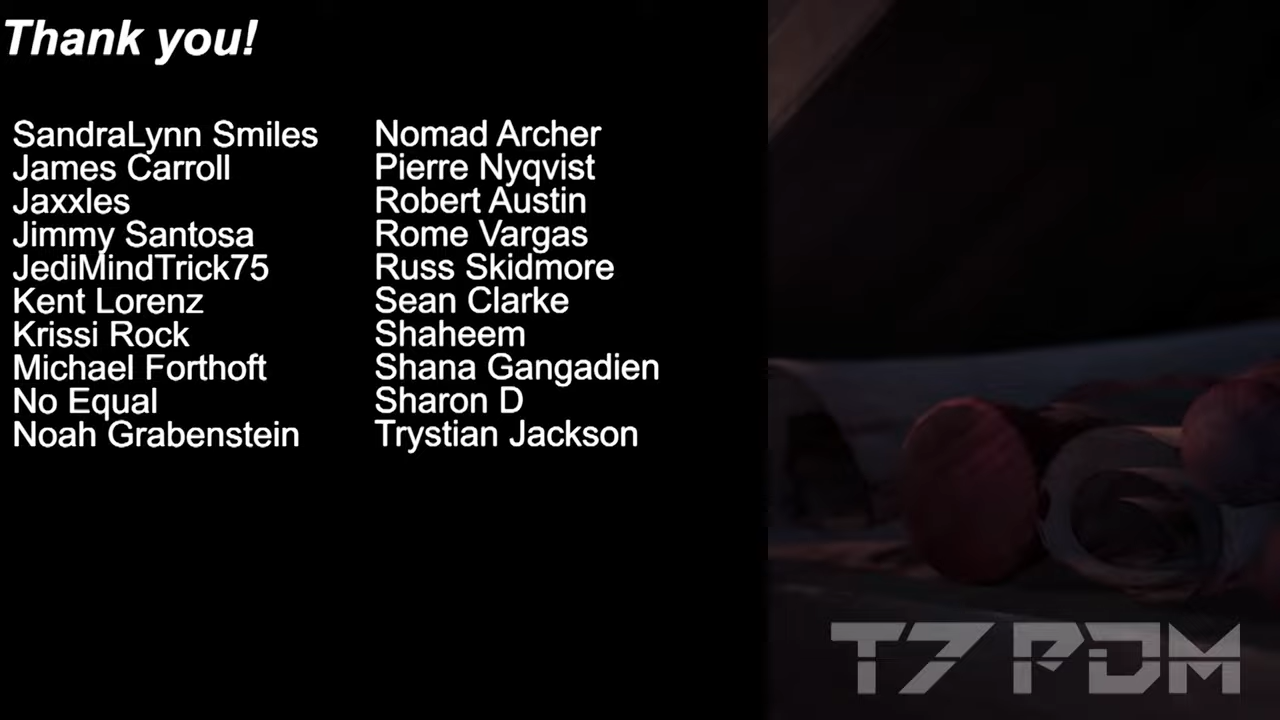 Thank you!
SandraLynn Smiles
James Carroll
Jaxxles
Jimmy Santosa
JediMindTrick75
Kent Lorenz
Krissi Rock
Michael Forthoft
No Equal
Noah Grabenstein
Nomad Archer
Pierre Nyqvist
Robert Austin
Rome Vargas
Russ Skidmore
Sean Clarke
Shaheem
Shana Gangadien
Sharon D
Trystian Jackson
T7 PDM